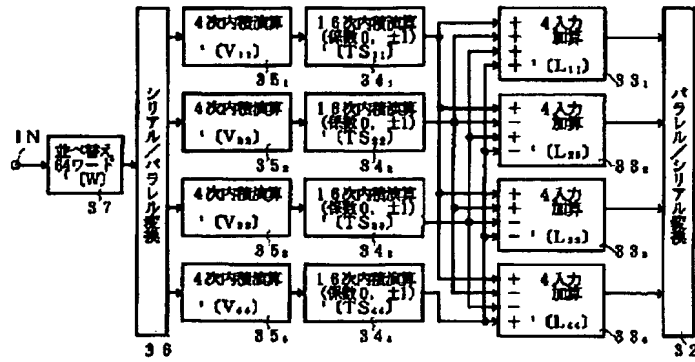 IN
並べ替え
64ワード
[W]
37
シリアル/パラレル変換
36
4次内積演算
'[V₁₁]
35₁
16次内積演算
(係数0, ±1)
'[TS₁₁]
34₁
+ 4入力
+ 加算
+
+ '[L₁₁]
33₁
4次内積演算
'[V₂₂]
35₂
16次内積演算
(係数0, ±1)
'[TS₂₂]
34₂
+ 4入力
- 加算
+
- '[L₂₂]
33₂
4次内積演算
'[V₃₃]
35₃
16次内積演算
(係数0, ±1)
'[TS₃₃]
34₃
+ 4入力
+ 加算
-
- '[L₃₃]
33₃
4次内積演算
'[V₄₄]
35₄
16次内積演算
(係数0, ±1)
'[TS₄₄]
34₄
+ 4入力
- 加算
-
+ '[L₄₄]
33₄
パラレル/シリアル変換
32